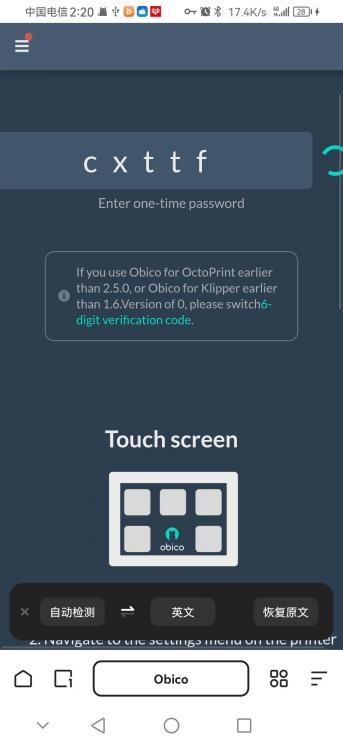 中国电信 2:20 17.4K/s 4G 28
c x t t f
Enter one-time password
If you use Obico for OctoPrint earlier
than 2.5.0, or Obico for Klipper earlier
than 1.6.Version of 0, please switch6-
digit verification code.
Touch screen
obico
自动检测 英文 恢复原文
2. Navigate to the settings menu on the printer
1 Obico